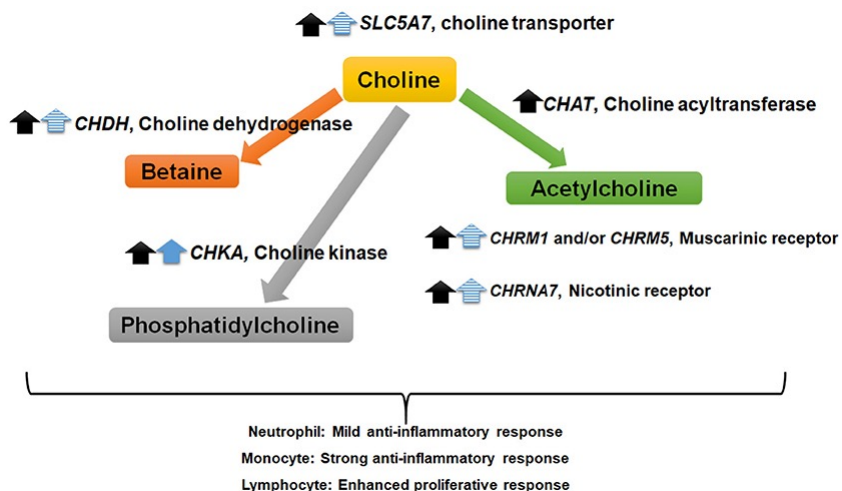 SLC5A7, choline transporter
Choline
CHAT, Choline acyltransferase
CHDH, Choline dehydrogenase
Betaine
Acetylcholine
CHRM1 and/or CHRM5, Muscarinic receptor
CHKA, Choline kinase
CHRNA7, Nicotinic receptor
Phosphatidylcholine
Neutrophil: Mild anti-inflammatory response
Monocyte: Strong anti-inflammatory response
Lymphocyte: Enhanced proliferative response